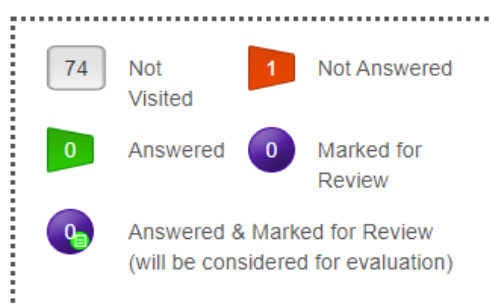 74 Not Visited
1 Not Answered
0 Answered
0 Marked for Review
0 Answered & Marked for Review
(will be considered for evaluation)